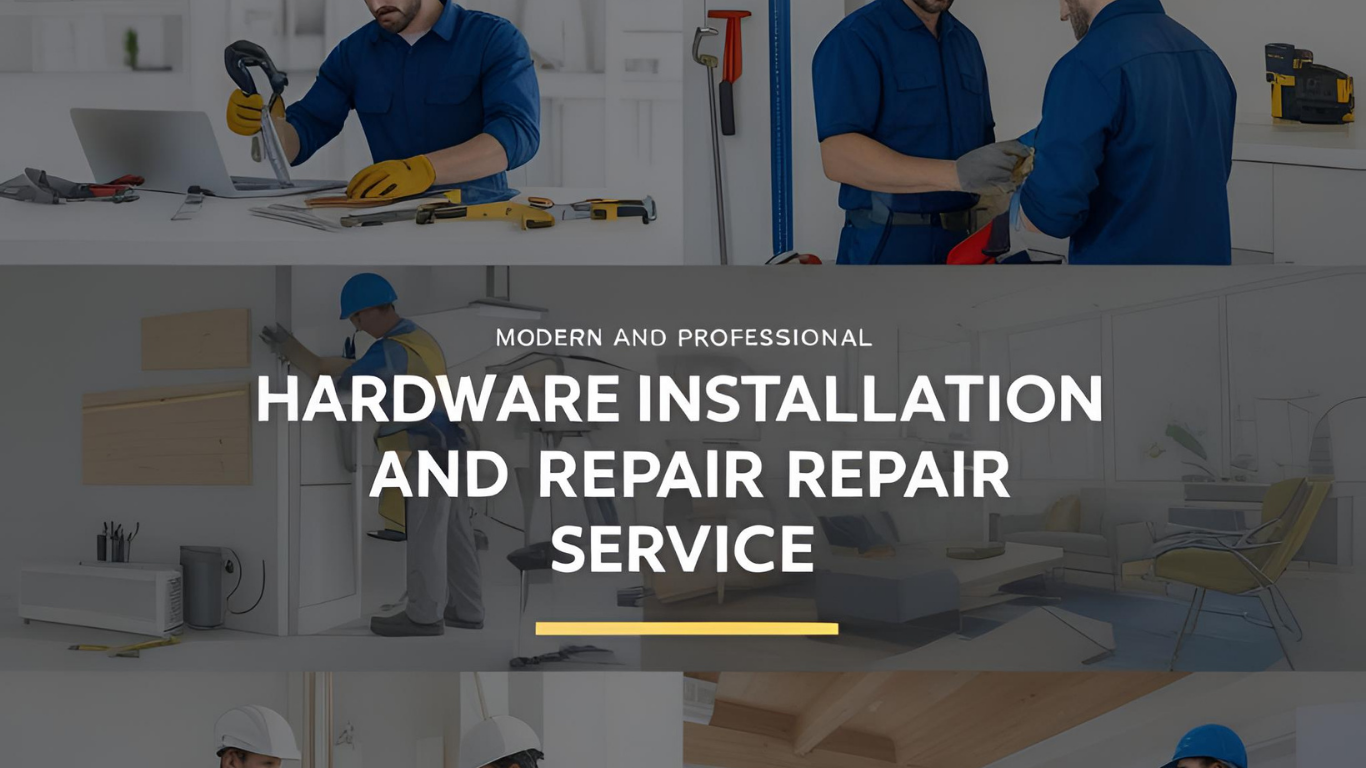 MODERN AND PROFESSIONAL
HARDWARE INSTALLATION
AND REPAIR REPAIR
SERVICE